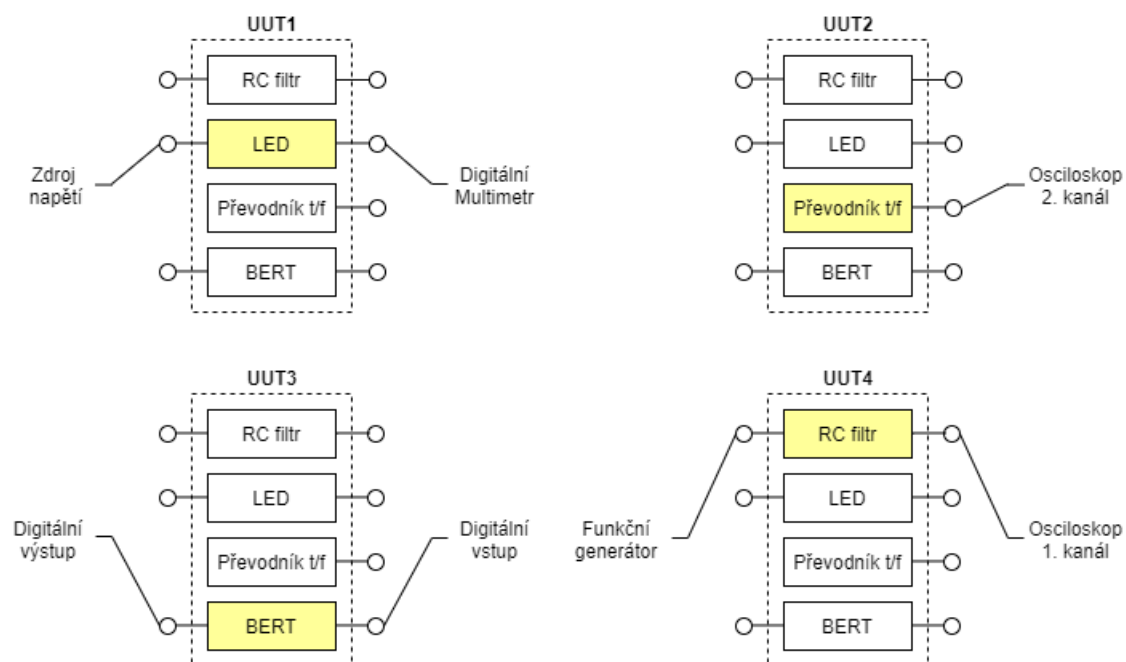 UUT1
RC filtr
LED
Převodník t/f
BERT
Zdroj
napětí
Digitální
Multimetr
UUT2
RC filtr
LED
Převodník t/f
BERT
Osciloskop
2. kanál
UUT3
RC filtr
LED
Převodník t/f
BERT
Digitální
výstup
Digitální
vstup
UUT4
RC filtr
LED
Převodník t/f
BERT
Funkční
generátor
Osciloskop
1. kanál